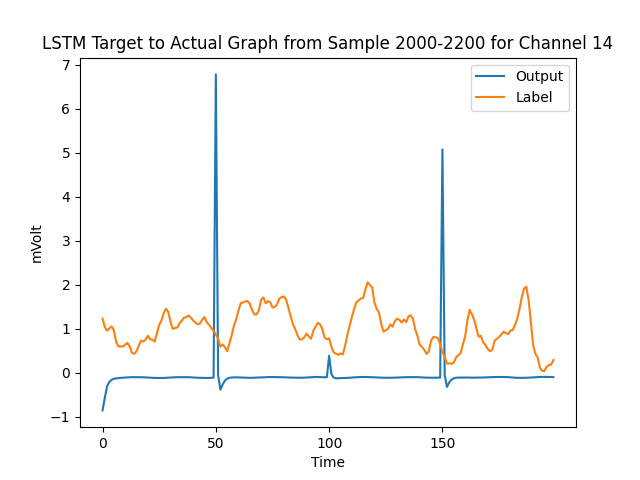 LSTM Target to Actual Graph from Sample 2000-2200 for Channel 14
7
6
5
4
3
2
1
0
−1
mVolt
0
50
100
150
Time
Output
Label